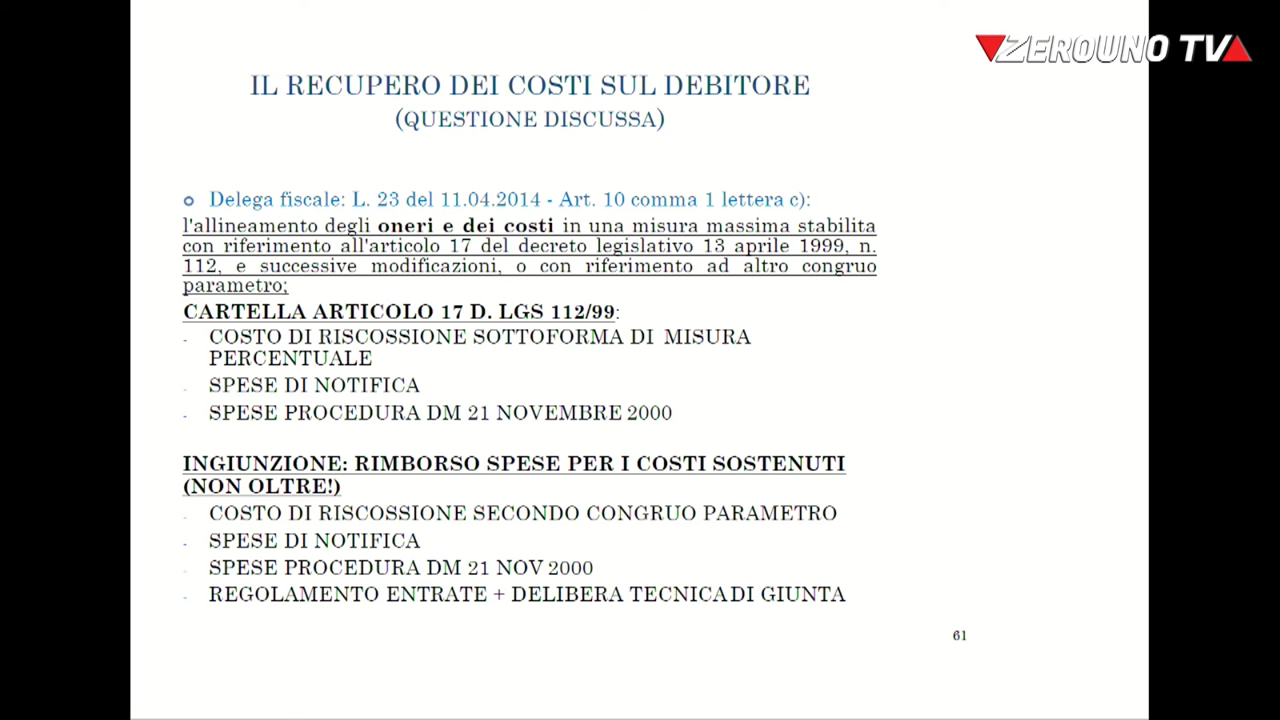 ZEROUNO TV
IL RECUPERO DEI COSTI SUL DEBITORE
(QUESTIONE DISCUSSA)
Delega fiscale: L. 23 del 11.04.2014 - Art. 10 comma 1 lettera c):
l'allineamento degli oneri e dei costi in una misura massima stabilita
con riferimento all'articolo 17 del decreto legislativo 13 aprile 1999, n.
112, e successive modificazioni, o con riferimento ad altro congruo
parametro;
CARTELLA ARTICOLO 17 D. LGS 112/99:
- COSTO DI RISCOSSIONE SOTTOFORMA DI MISURA
PERCENTUALE
- SPESE DI NOTIFICA
- SPESE PROCEDURA DM 21 NOVEMBRE 2000
INGIUNZIONE: RIMBORSO SPESE PER I COSTI SOSTENUTI
(NON OLTRE!)
- COSTO DI RISCOSSIONE SECONDO CONGRUO PARAMETRO
- SPESE DI NOTIFICA
- SPESE PROCEDURA DM 21 NOV 2000
- REGOLAMENTO ENTRATE + DELIBERA TECNICA DI GIUNTA
61